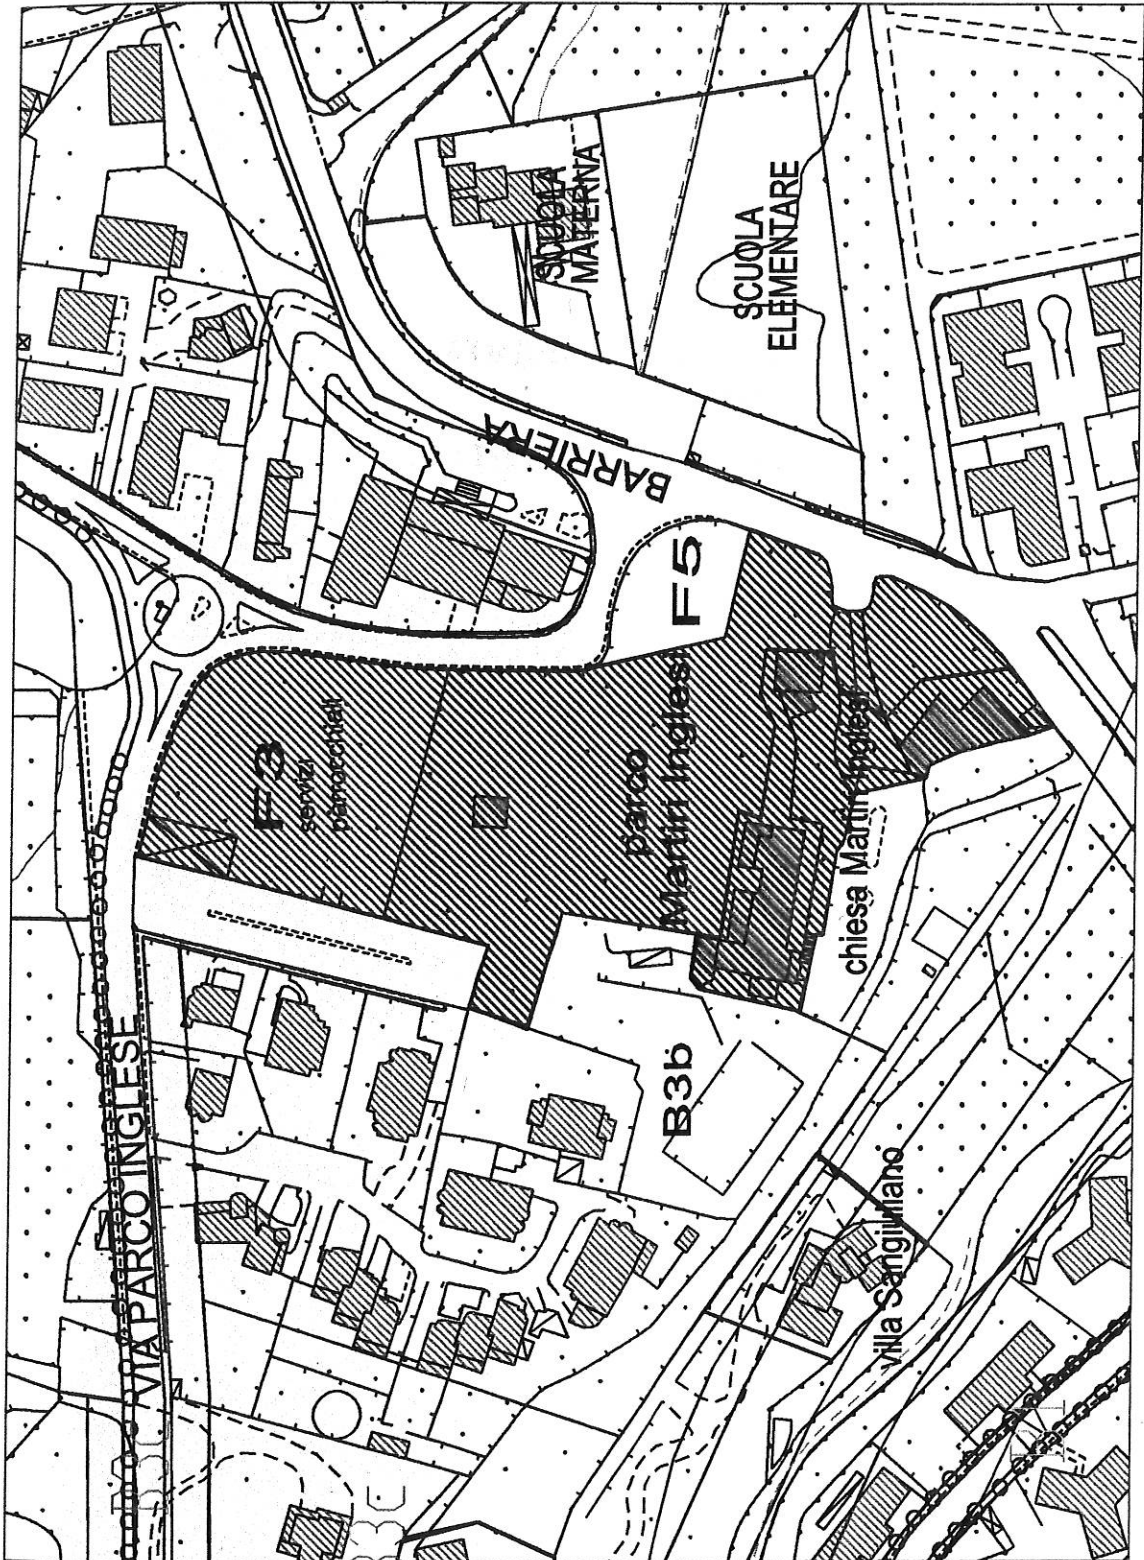 VIA PARCO INGLESE
BARRIERA
SCUOLA
MATERNA
SCUOLA
ELEMENTARE
F3
servizi
parrocchiali
F5
parco
Martiri Inglesi
chiesa Martiri Inglesi
B3b
villa Sangiuliano